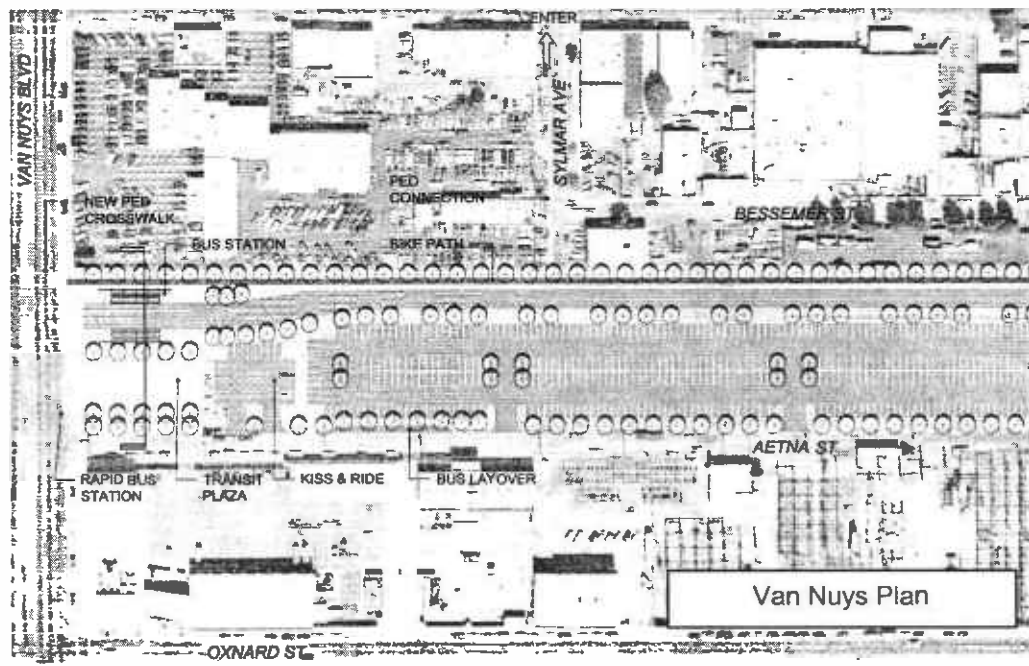 CENTER
VAN NUYS BLVD
SYLMAR AVE
PED
CONNECTION
NEW PED
CROSSWALK
BESSEMER ST
BUS STATION
BIKE PATH
AETNA ST
RAPID BUS
STATION
TRANSIT
PLAZA
KISS & RIDE
BUS LAYOVER
Van Nuys Plan
OXNARD ST